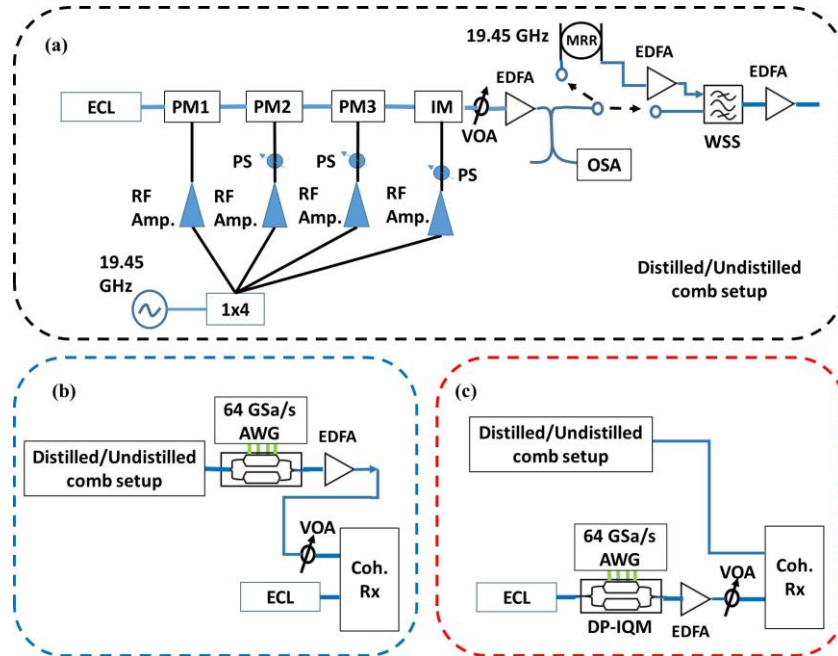 (a)
19.45 GHz
MRR
ECL
PM1
PM2
PM3
IM
VOA
EDFA
EDFA
EDFA
WSS
OSA
PS
PS
PS
RF
Amp.
RF
Amp.
RF
Amp.
RF
Amp.
19.45
GHz
1x4
Distilled/Undistilled
comb setup
(b)
64 GSa/s
AWG
EDFA
Distilled/Undistilled
comb setup
VOA
Coh.
Rx
ECL
(c)
Distilled/Undistilled
comb setup
64 GSa/s
AWG
VOA
Coh.
Rx
ECL
DP-IQM
EDFA